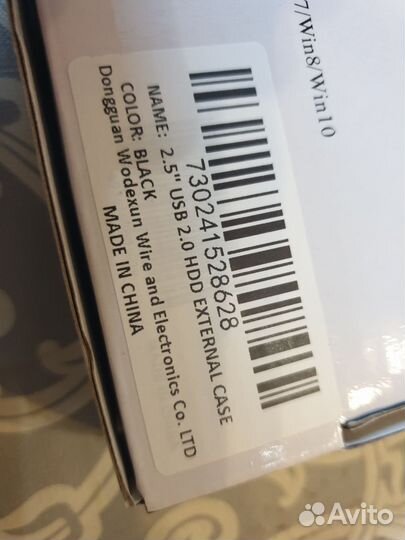 7/Win8/Win10
730241528628
NAME: 2.5" USB 2.0 HDD EXTERNAL CASE
COLOR: BLACK
Dongguan Wodexun Wire and Electronics Co. LTD
MADE IN CHINA
Avito